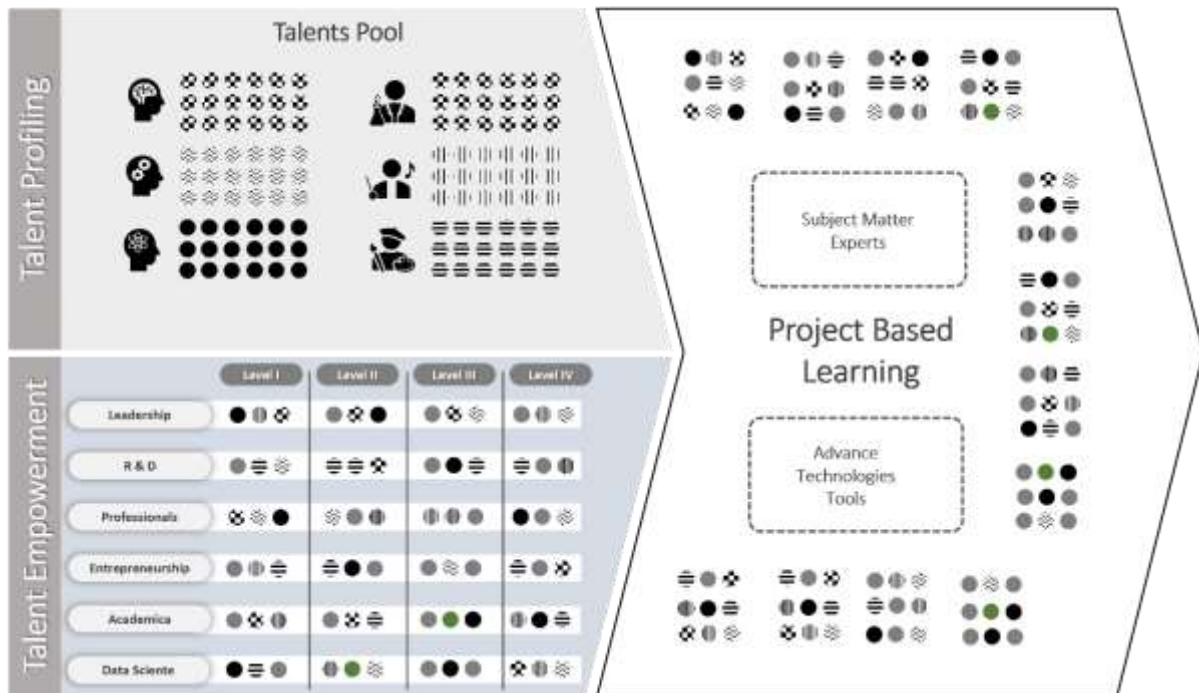 Talent Profiling
Talents Pool
Talent Empowerment
Level I
Level II
Level III
Level IV
Leadership
R & D
Professionals
Entrepreneurship
Academica
Data Sciente
Subject Matter
Experts
Project Based
Learning
Advance
Technologies
Tools